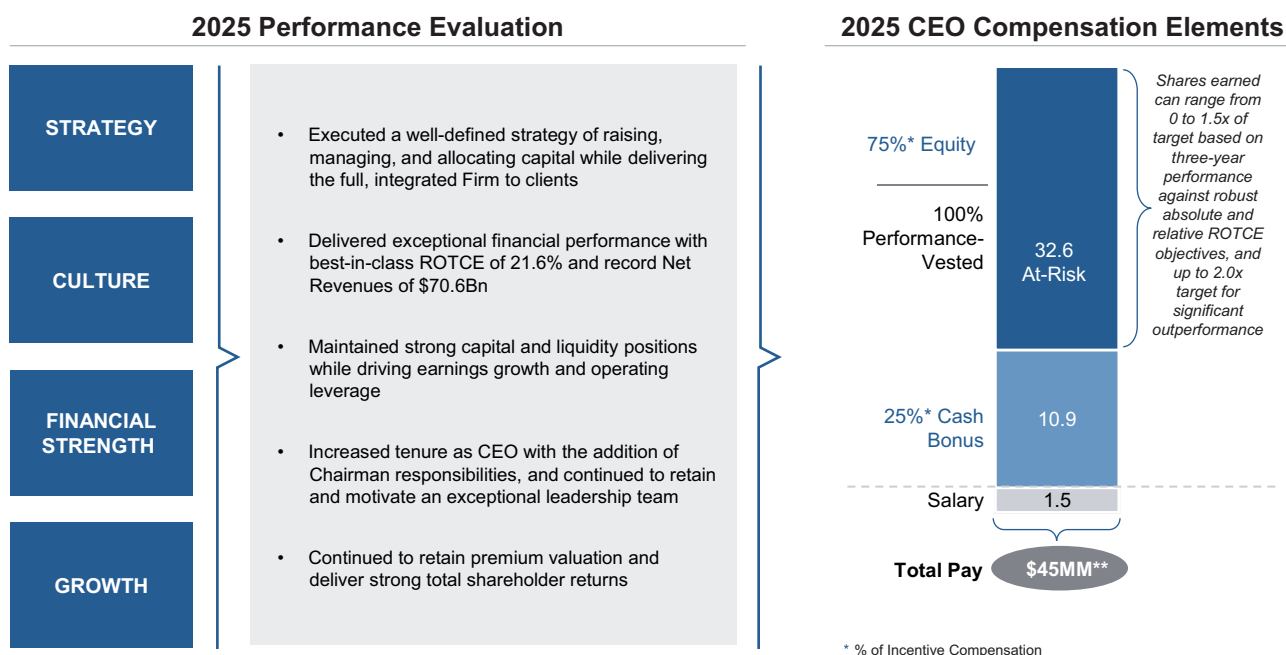 2025 Performance Evaluation
STRATEGY
CULTURE
FINANCIAL
STRENGTH
GROWTH
• Executed a well-defined strategy of raising,
managing, and allocating capital while delivering
the full, integrated Firm to clients
• Delivered exceptional financial performance with
best-in-class ROTCE of 21.6% and record Net
Revenues of $70.6Bn
• Maintained strong capital and liquidity positions
while driving earnings growth and operating
leverage
• Increased tenure as CEO with the addition of
Chairman responsibilities, and continued to retain
and motivate an exceptional leadership team
• Continued to retain premium valuation and
deliver strong total shareholder returns
2025 CEO Compensation Elements
75%* Equity
100%
Performance-
Vested
32.6
At-Risk
Shares earned
can range from
0 to 1.5x of
target based on
three-year
performance
against robust
absolute and
relative ROTCE
objectives, and
up to 2.0x
target for
significant
outperformance
25%* Cash
Bonus
10.9
Salary
1.5
Total Pay
$45MM**
* % of Incentive Compensation